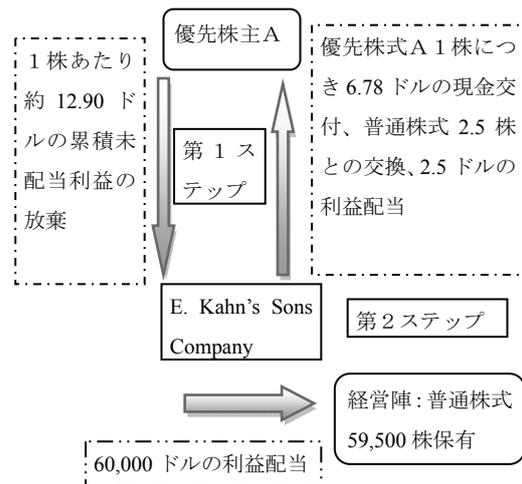 優先株主A
1株あたり
約 12.90 ド
ルの累積未
配当利益の
放棄
第1ス
テップ
優先株式A1株につ
き 6.78 ドルの現金交
付、普通株式 2.5 株
との交換、2.5 ドルの
利益配当
E. Kahn's Sons
Company
第2ステップ
経営陣:普通株式
59,500 株保有
60,000 ドルの利益配当